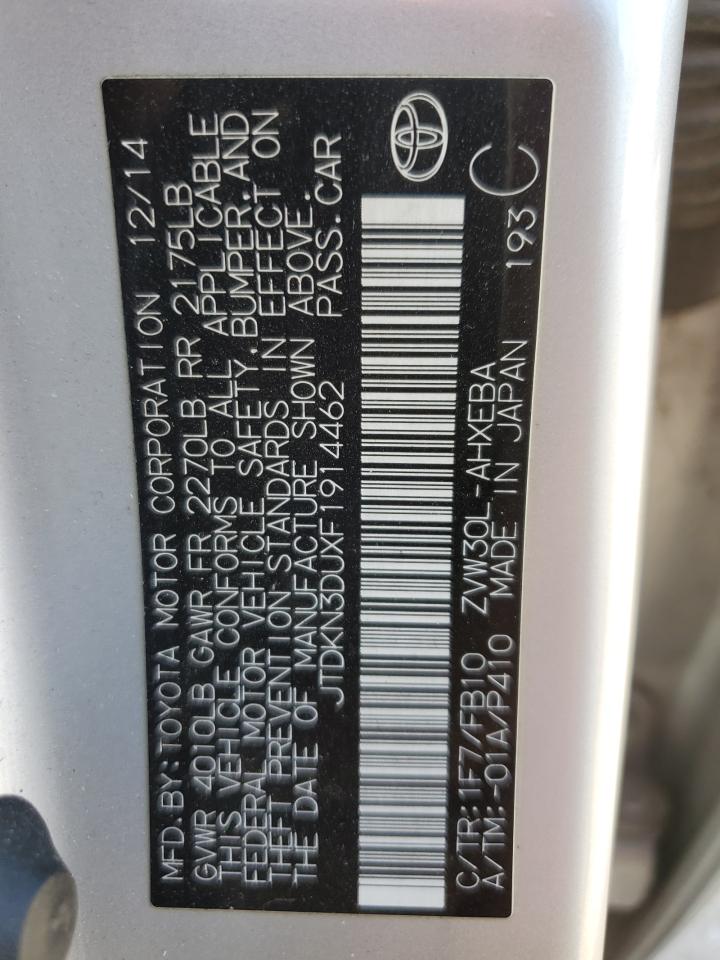 MFD.BY:TOYOTA MOTOR CORPORATION 12/14
GVWR 4010LB GAWR FR 2270LB RR 2175LB
THIS VEHICLE CONFORMS TO ALL APPLICABLE
FEDERAL MOTOR VEHICLE SAFETY,BUMPER,AND
THEFT PREVENTION STANDARDS IN EFFECT ON
THE DATE OF MANUFACTURE SHOWN ABOVE.
JTDKN3DUXF1914462 PASS.CAR
C/TR:1F7/FB10 ZVW30L-AHXEBA 193 C
A/TM:-01A/P410 MADE IN JAPAN